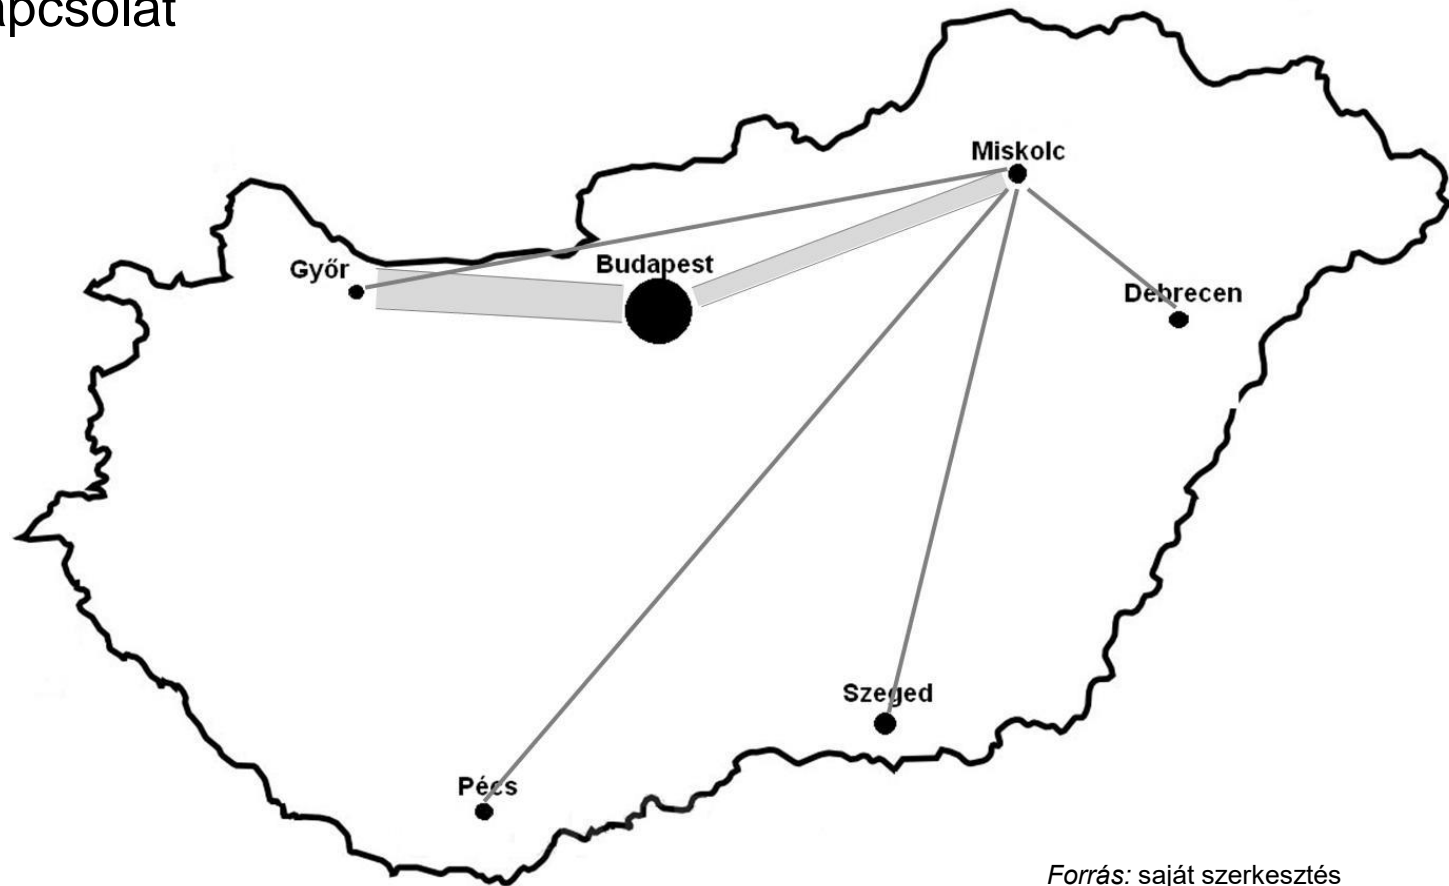 apcsolat
Miskolc
Győr
Budapest
Debrecen
Szeged
Pécs
Forrás: saját szerkesztés